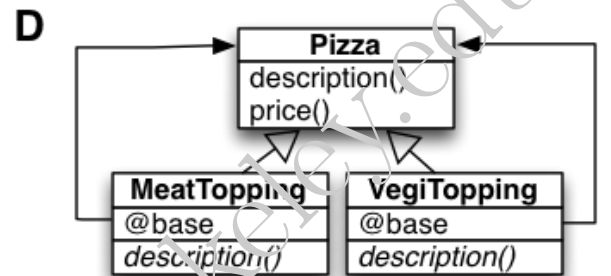 D
Pizza
description()
price()
MeatTopping
@base
description()
VegiTopping
@base
description()